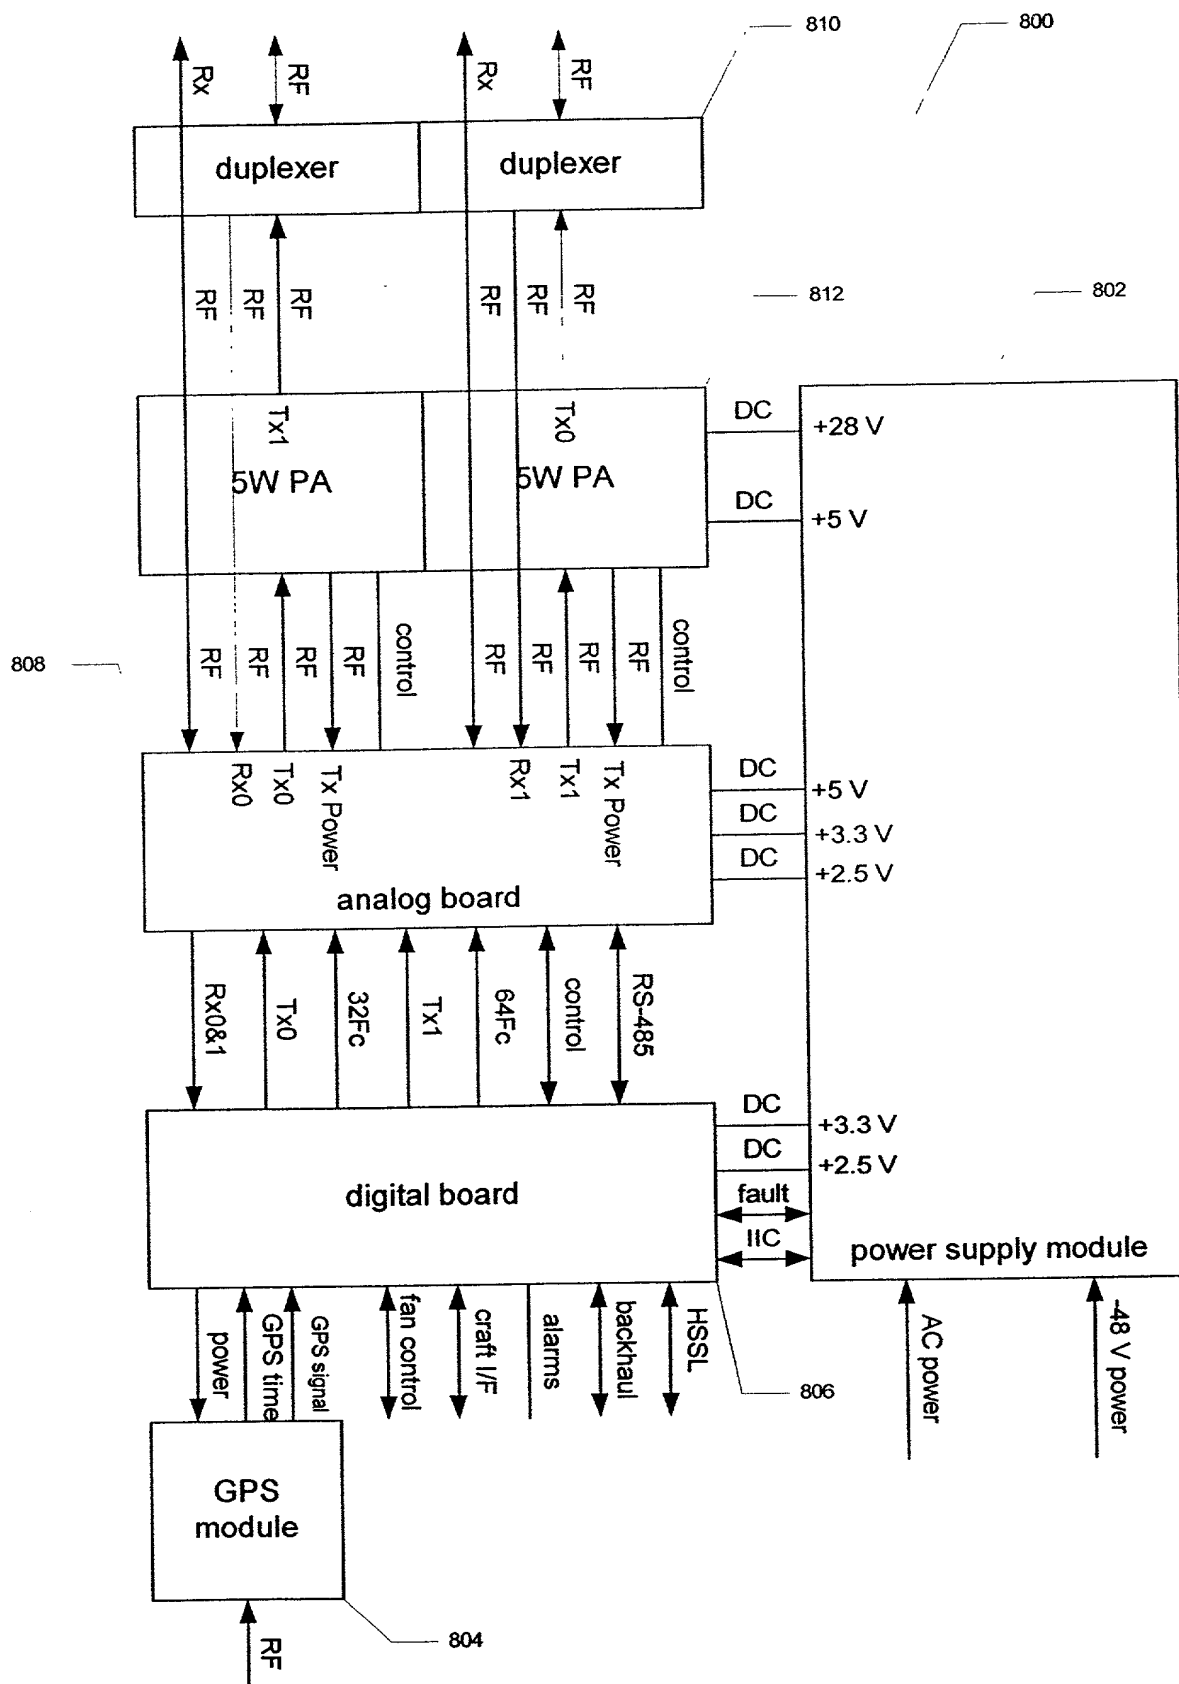 810
800
Rx
RF
Rx
RF
duplexer
duplexer
RF
RF
RF
RF
RF
RF
812
802
Tx1
Tx0
5W PA
5W PA
DC
+28 V
DC
+5 V
808
RF
RF
RF
RF
control
RF
RF
RF
RF
control
Rx0
Tx0
Tx Power
Rx1
Tx1
Tx Power
analog board
DC
+5 V
DC
+3.3 V
DC
+2.5 V
Rx0&1
Tx0
32Fc
Tx1
64Fc
control
RS-485
digital board
DC
+3.3 V
DC
+2.5 V
fault
IIC
power supply module
power
GPS time
GPS signal
fan control
craft I/F
alarms
backhaul
HSSL
806
AC power
-48 V power
GPS
module
804
RF